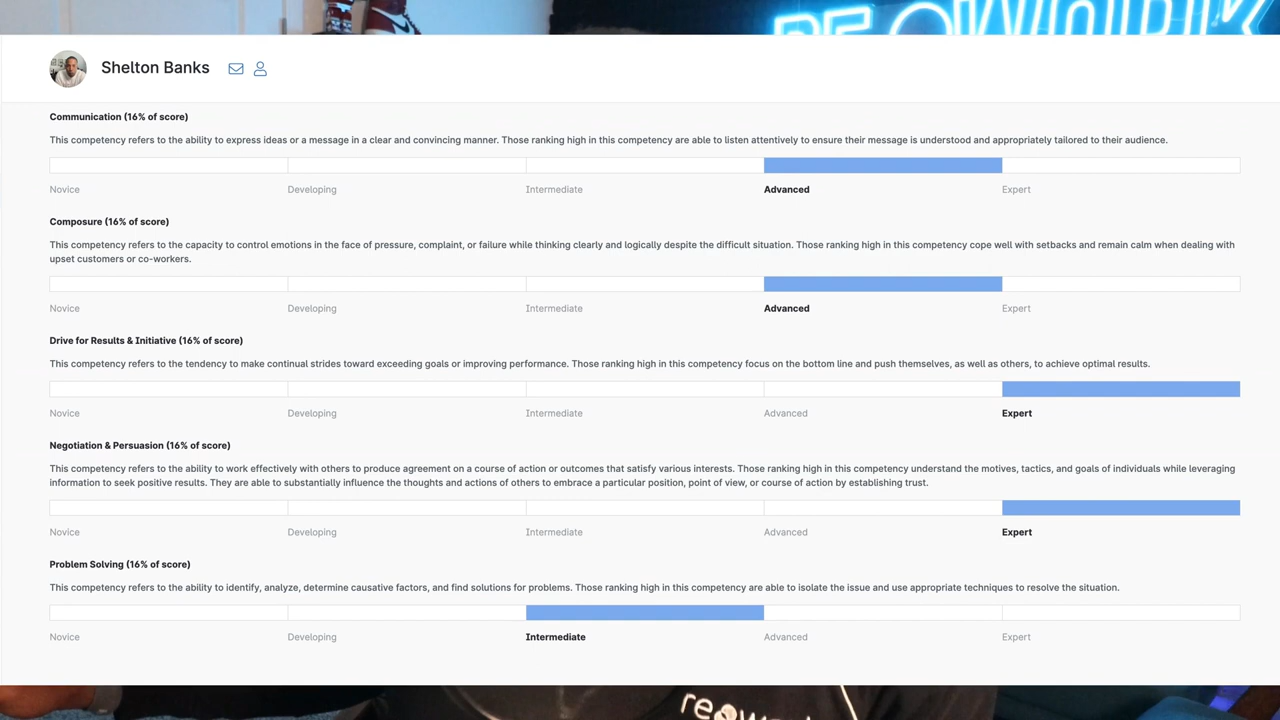 Shelton Banks
Communication (16% of score)
This competency refers to the ability to express ideas or a message in a clear and convincing manner. Those ranking high in this competency are able to listen attentively to ensure their message is understood and appropriately tailored to their audience.
Novice Developing Intermediate Advanced Expert
Composure (16% of score)
This competency refers to the capacity to control emotions in the face of pressure, complaint, or failure while thinking clearly and logically despite the difficult situation. Those ranking high in this competency cope well with setbacks and remain calm when dealing with
upset customers or co-workers.
Novice Developing Intermediate Advanced Expert
Drive for Results & Initiative (16% of score)
This competency refers to the tendency to make continual strides toward exceeding goals or improving performance. Those ranking high in this competency focus on the bottom line and push themselves, as well as others, to achieve optimal results.
Novice Developing Intermediate Advanced Expert
Negotiation & Persuasion (16% of score)
This competency refers to the ability to work effectively with others to produce agreement on a course of action or outcomes that satisfy various interests. Those ranking high in this competency understand the motives, tactics, and goals of individuals while leveraging
information to seek positive results. They are able to substantially influence the thoughts and actions of others to embrace a particular position, point of view, or course of action by establishing trust.
Novice Developing Intermediate Advanced Expert
Problem Solving (16% of score)
This competency refers to the ability to identify, analyze, determine causative factors, and find solutions for problems. Those ranking high in this competency are able to isolate the issue and use appropriate techniques to resolve the situation.
Novice Developing Intermediate Advanced Expert